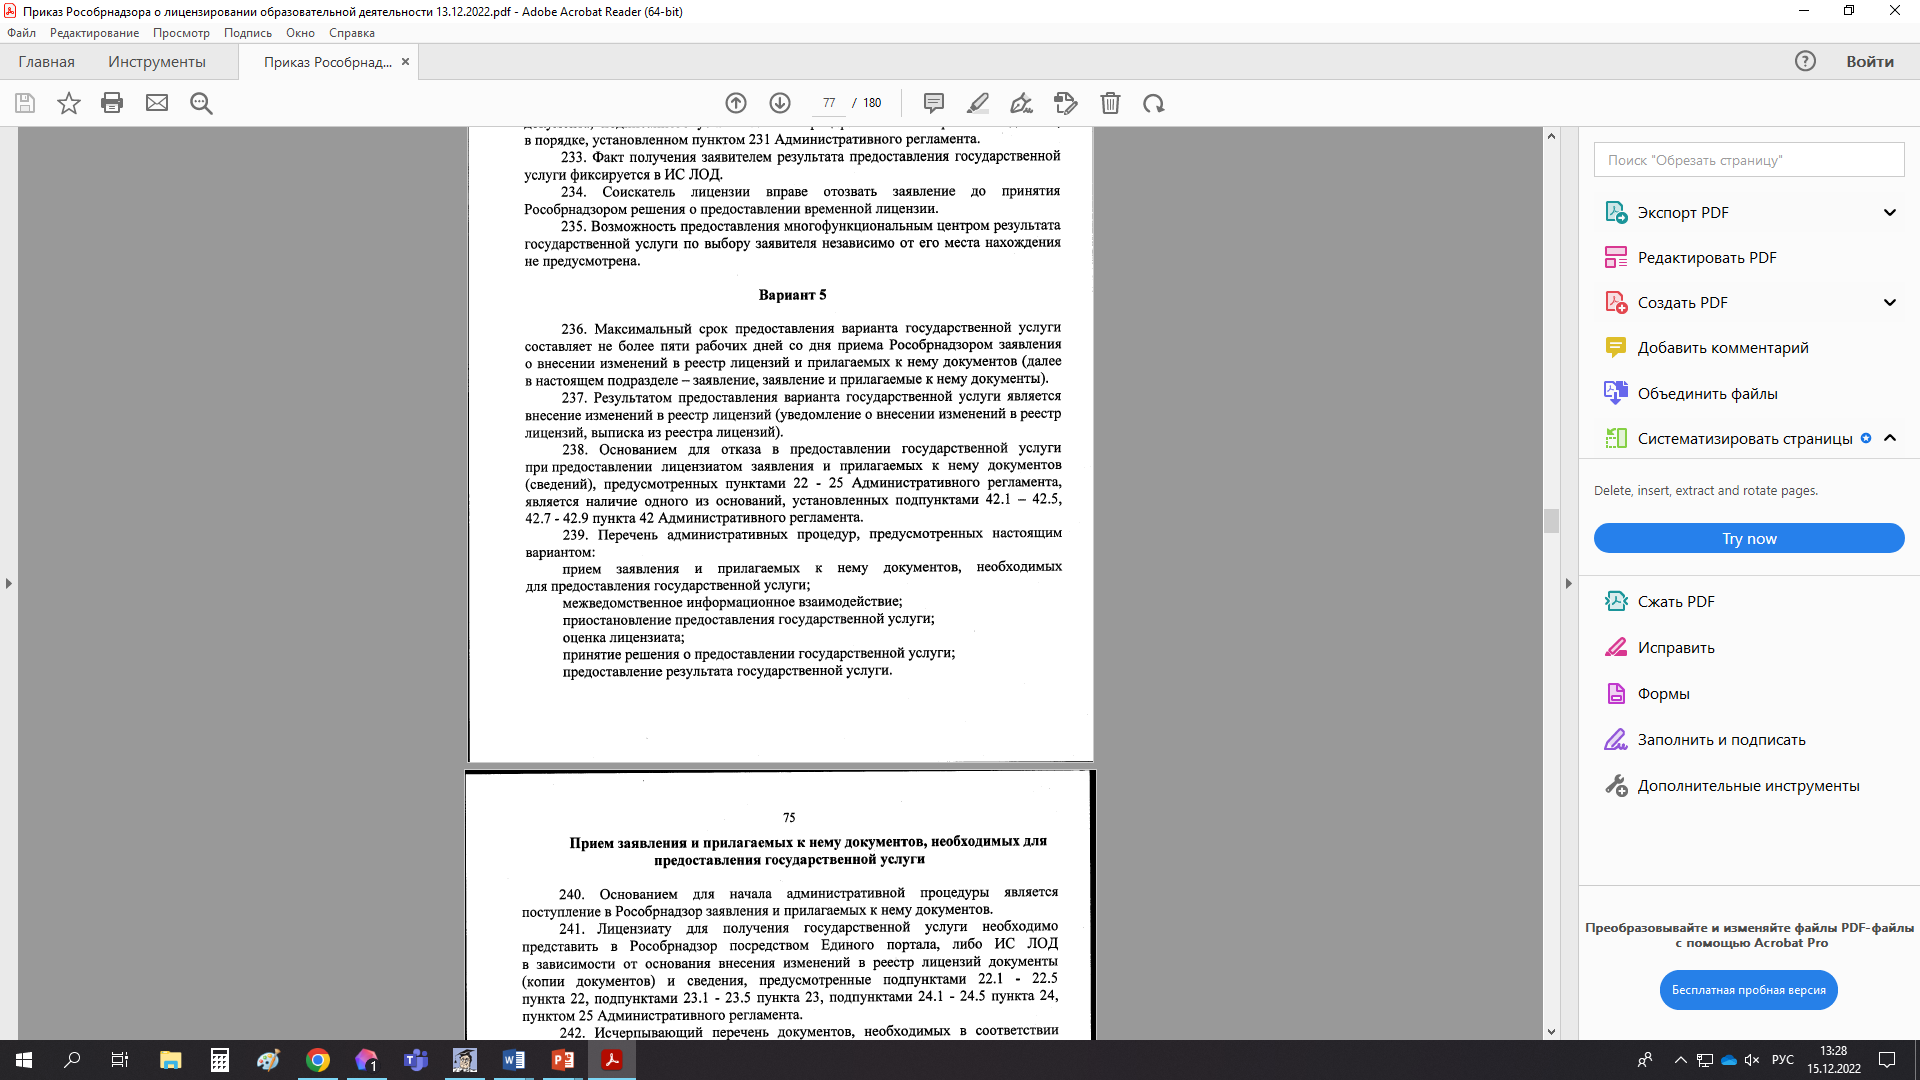 Приказ Рособрнадзора о лицензировании образовательной деятельности 13.12.2022.pdf - Adobe Acrobat Reader (64-bit)
Файл Редактирование Просмотр Подпись Окно Справка
Главная Инструменты Приказ Рособрнад... × Войти
77 / 180
в порядке, установленном пунктом 231 Административного регламента.
233. Факт получения заявителем результата предоставления государственной
услуги фиксируется в ИС ЛОД.
234. Соискатель лицензии вправе отозвать заявление до принятия
Рособрнадзором решения о предоставлении временной лицензии.
235. Возможность предоставления многофункциональным центром результата
государственной услуги по выбору заявителя независимо от его места нахождения
не предусмотрена.
Вариант 5
236. Максимальный срок предоставления варианта государственной услуги
составляет не более пяти рабочих дней со дня приема Рособрнадзором заявления
о внесении изменений в реестр лицензий и прилагаемых к нему документов (далее
в настоящем подразделе – заявление, заявление и прилагаемые к нему документы).
237. Результатом предоставления варианта государственной услуги является
внесение изменений в реестр лицензий (уведомление о внесении изменений в реестр
лицензий, выписка из реестра лицензий).
238. Основанием для отказа в предоставлении государственной услуги
при предоставлении лицензиатом заявления и прилагаемых к нему документов
(сведений), предусмотренных пунктами 22 - 25 Административного регламента,
является наличие одного из оснований, установленных подпунктами 42.1 – 42.5,
42.7 - 42.9 пункта 42 Административного регламента.
239. Перечень административных процедур, предусмотренных настоящим
вариантом:
прием заявления и прилагаемых к нему документов, необходимых
для предоставления государственной услуги;
межведомственное информационное взаимодействие;
приостановление предоставления государственной услуги;
оценка лицензиата;
принятие решения о предоставлении государственной услуги;
предоставление результата государственной услуги.
75
Прием заявления и прилагаемых к нему документов, необходимых для
предоставления государственной услуги
240. Основанием для начала административной процедуры является
поступление в Рособрнадзор заявления и прилагаемых к нему документов.
241. Лицензиату для получения государственной услуги необходимо
представить в Рособрнадзор посредством Единого портала, либо ИС ЛОД
в зависимости от основания внесения изменений в реестр лицензий документы
(копии документов) и сведения, предусмотренные подпунктами 22.1 - 22.5
пункта 22, подпунктами 23.1 - 23.5 пункта 23, подпунктами 24.1 - 24.5 пункта 24,
пунктом 25 Административного регламента.
242. Исчерпывающий перечень документов, необходимых в соответствии
Поиск "Обрезать страницу"
Экспорт PDF
Редактировать PDF
Создать PDF
Добавить комментарий
Объединить файлы
Систематизировать страницы
Delete, insert, extract and rotate pages.
Try now
Сжать PDF
Исправить
Формы
Заполнить и подписать
Дополнительные инструменты
Преобразовывайте и изменяйте файлы PDF-файлы
с помощью Acrobat Pro
Бесплатная пробная версия
РУС
13:28
15.12.2022